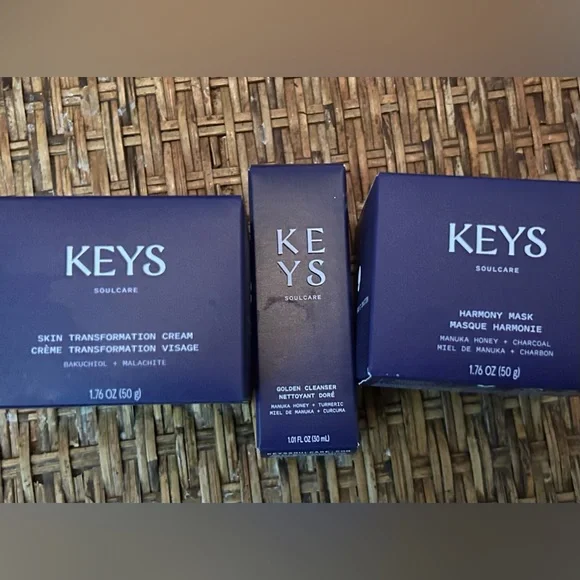 KEYS
SOULCARE
SKIN TRANSFORMATION CREAM
CRÈME TRANSFORMATION VISAGE
BAKUCHIOL + MALACHITE
1.76 OZ (50 g)
KE
YS
SOULCARE
GOLDEN CLEANSER
NETTOYANT DORÉ
MANUKA HONEY + TURMERIC
MIEL DE MANUKA + CURCUMA
1.01 FL OZ (30 mL)
KEYS
SOULCARE
HARMONY MASK
MASQUE HARMONIE
MANUKA HONEY + CHARCOAL
MIEL DE MANUKA + CHARBON
1.76 OZ (50 g)